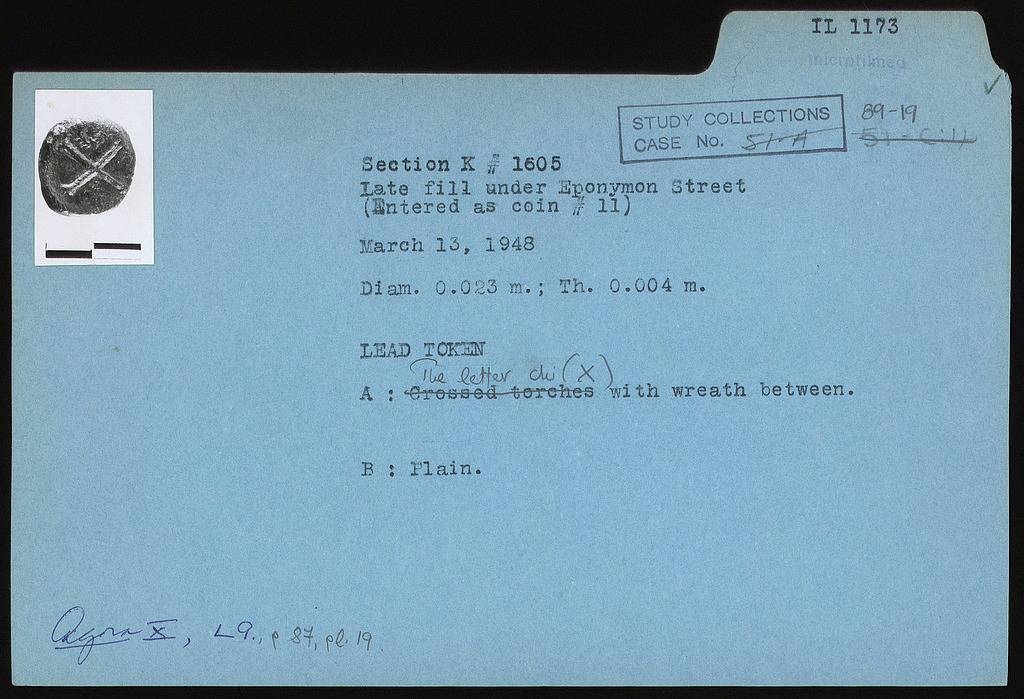 IL 1173
microfilmed
STUDY COLLECTIONS
CASE No. 51-A
89-19
Section K # 1605
Late fill under Eponymon Street
(Entered as coin # 11)
March 13, 1948
Diam. 0.023 m.; Th. 0.004 m.
LEAD TOKEN
The letter chi (X)
A : Crossed torches with wreath between.
B : Plain.
Agora X, L9., p 87, pl. 19